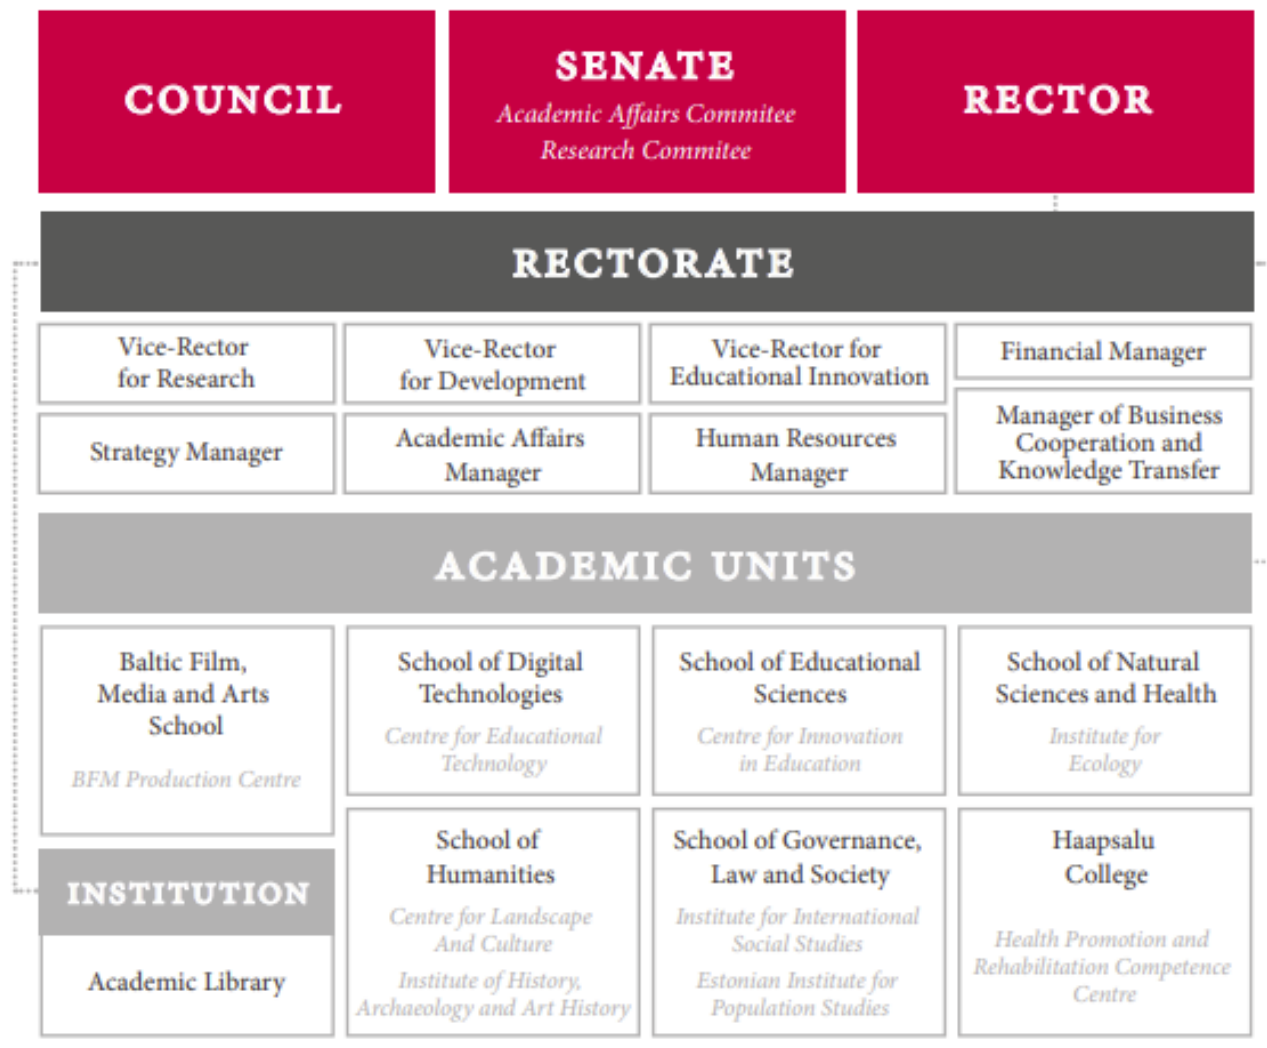 COUNCIL
SENATE
Academic Affairs Commitee
Research Commitee
RECTOR
RECTORATE
Vice-Rector
for Research
Vice-Rector
for Development
Vice-Rector for
Educational Innovation
Financial Manager
Strategy Manager
Academic Affairs
Manager
Human Resources
Manager
Manager of Business
Cooperation and
Knowledge Transfer
ACADEMIC UNITS
Baltic Film,
Media and Arts
School
BFM Production Centre
School of Digital
Technologies
Centre for Educational
Technology
School of Educational
Sciences
Centre for Innovation
in Education
School of Natural
Sciences and Health
Institute for
Ecology
INSTITUTION
Academic Library
School of
Humanities
Centre for Landscape
And Culture
Institute of History,
Archaeology and Art History
School of Governance,
Law and Society
Institute for International
Social Studies
Estonian Institute for
Population Studies
Haapsalu
College
Health Promotion and
Rehabilitation Competence
Centre